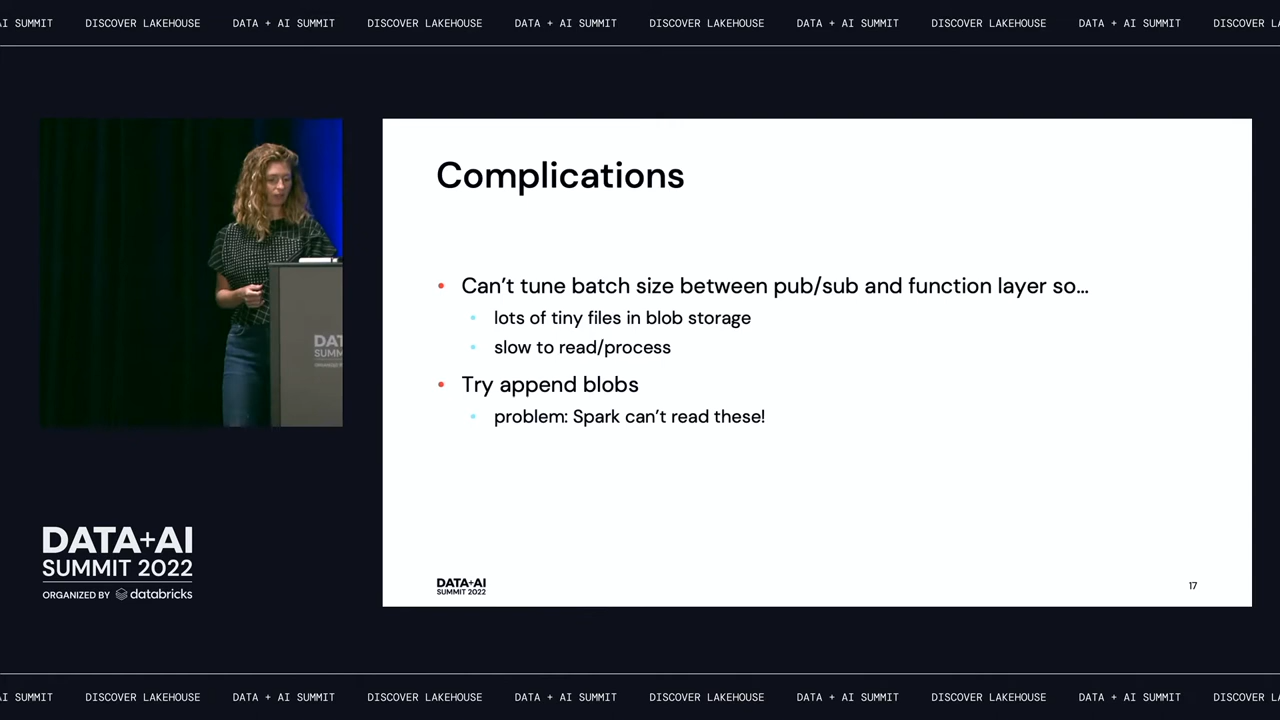 AI SUMMIT DISCOVER LAKEHOUSE DATA + AI SUMMIT DISCOVER LAKEHOUSE DATA + AI SUMMIT DISCOVER LAKEHOUSE DATA + AI SUMMIT DISCOVER LAKEHOUSE DATA + AI SUMMIT DISCOVER L
Complications
• Can't tune batch size between pub/sub and function layer so...
• lots of tiny files in blob storage
• slow to read/process
• Try append blobs
• problem: Spark can't read these!
DATA
SUMM
DATA+AI
SUMMIT 2022
ORGANIZED BY databricks
DATA+AI
SUMMIT 2022
17
AI SUMMIT DISCOVER LAKEHOUSE DATA + AI SUMMIT DISCOVER LAKEHOUSE DATA + AI SUMMIT DISCOVER LAKEHOUSE DATA + AI SUMMIT DISCOVER LAKEHOUSE DATA + AI SUMMIT DISCOVER L